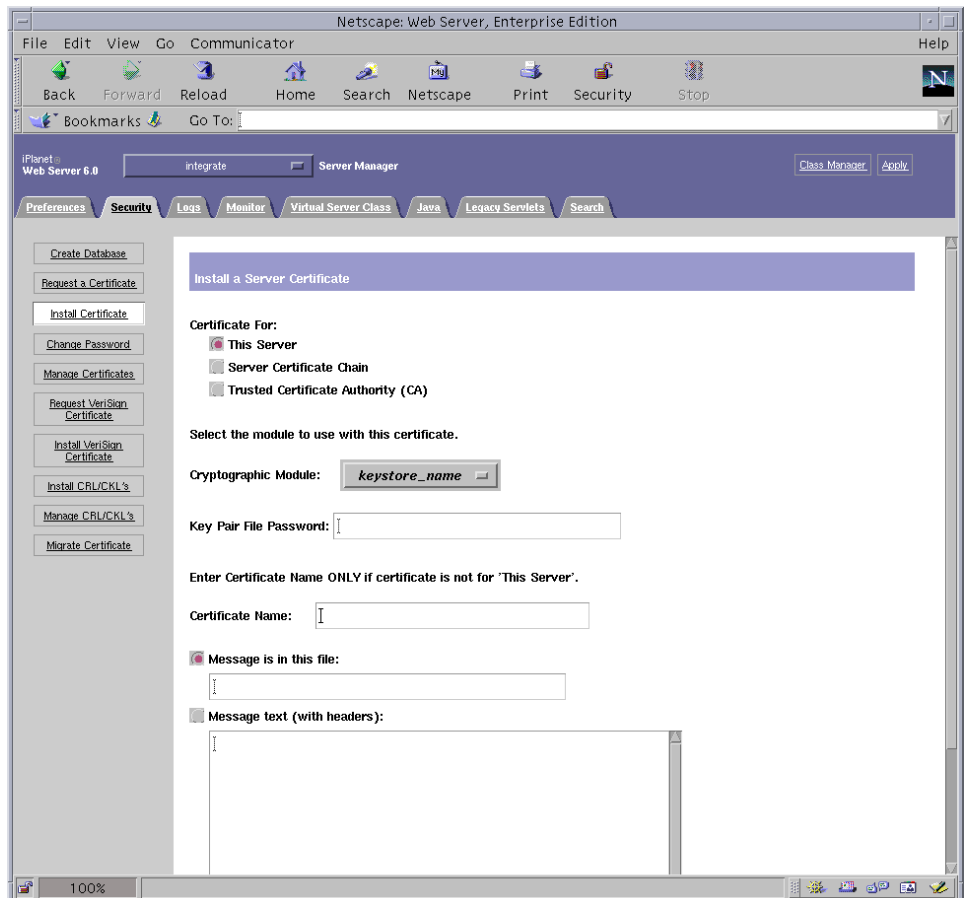 Netscape: Web Server, Enterprise Edition
File Edit View Go Communicator Help
Back Forward Reload Home Search Netscape Print Security Stop
My
N
Bookmarks Go To:
iPlanet
Web Server 6.0
integrate
Server Manager
Class Manager
Apply
Preferences Security Logs Monitor Virtual Server Class Java Legacy Servlets Search
Create Database
Request a Certificate
Install Certificate
Change Password
Manage Certificates
Request VeriSign
Certificate
Install VeriSign
Certificate
Install CRL/CKL's
Manage CRL/CKL's
Migrate Certificate
Install a Server Certificate
Certificate For:
This Server
Server Certificate Chain
Trusted Certificate Authority (CA)
Select the module to use with this certificate.
Cryptographic Module: keystore_name
Key Pair File Password:
Enter Certificate Name ONLY if certificate is not for 'This Server'.
Certificate Name:
Message is in this file:
Message text (with headers):
100%